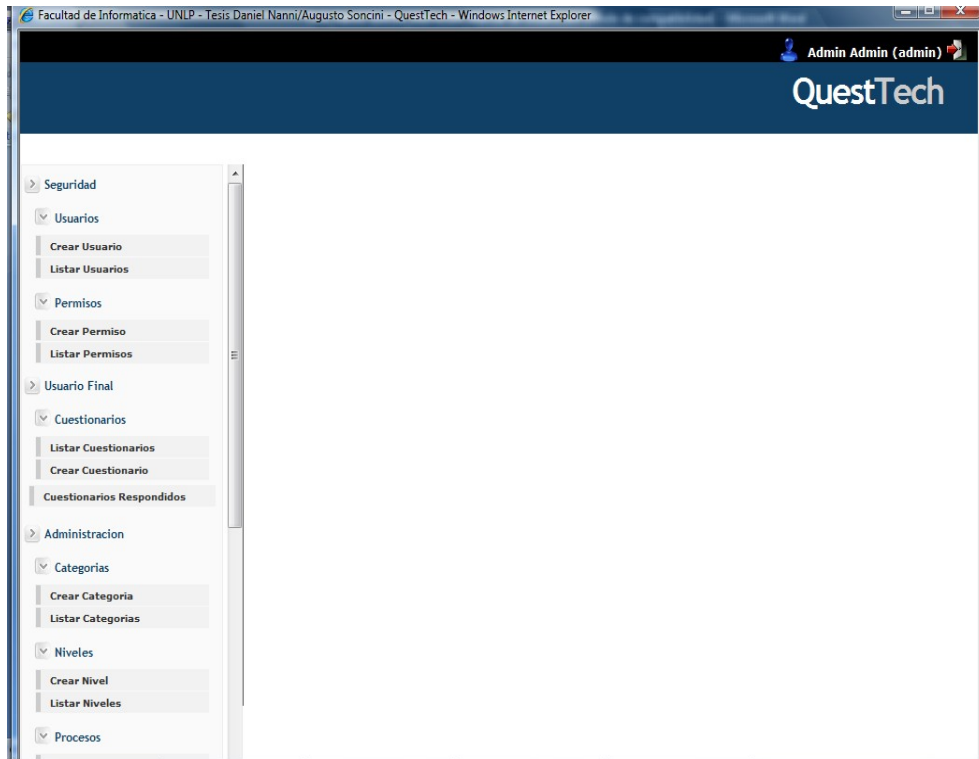 Facultad de Informatica - UNLP - Tesis Daniel Nanni/Augusto Soncini - QuestTech - Windows Internet Explorer
Admin Admin (admin)
QuestTech
Seguridad
Usuarios
Crear Usuario
Listar Usuarios
Permisos
Crear Permiso
Listar Permisos
Usuario Final
Cuestionarios
Listar Cuestionarios
Crear Cuestionario
Cuestionarios Respondidos
Administracion
Categorias
Crear Categoria
Listar Categorias
Niveles
Crear Nivel
Listar Niveles
Procesos